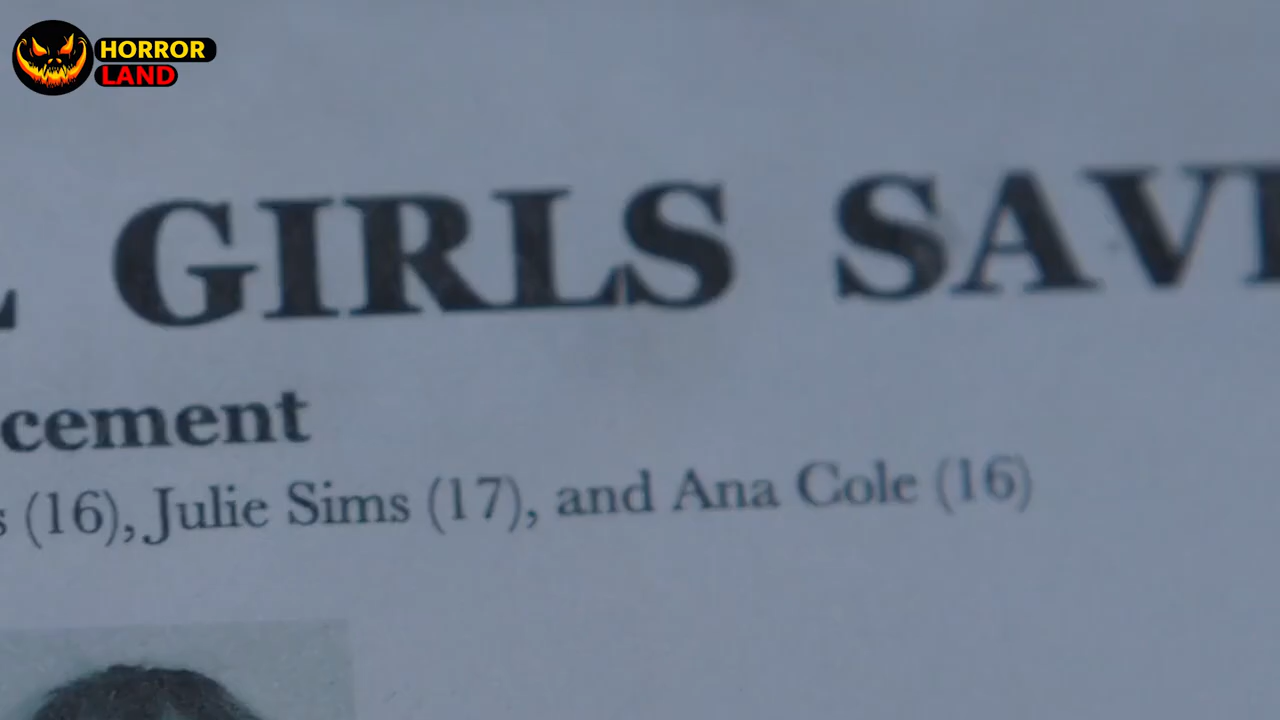 HORROR
LAND
GIRLS SAV
cement
(16), Julie Sims (17), and Ana Cole (16)